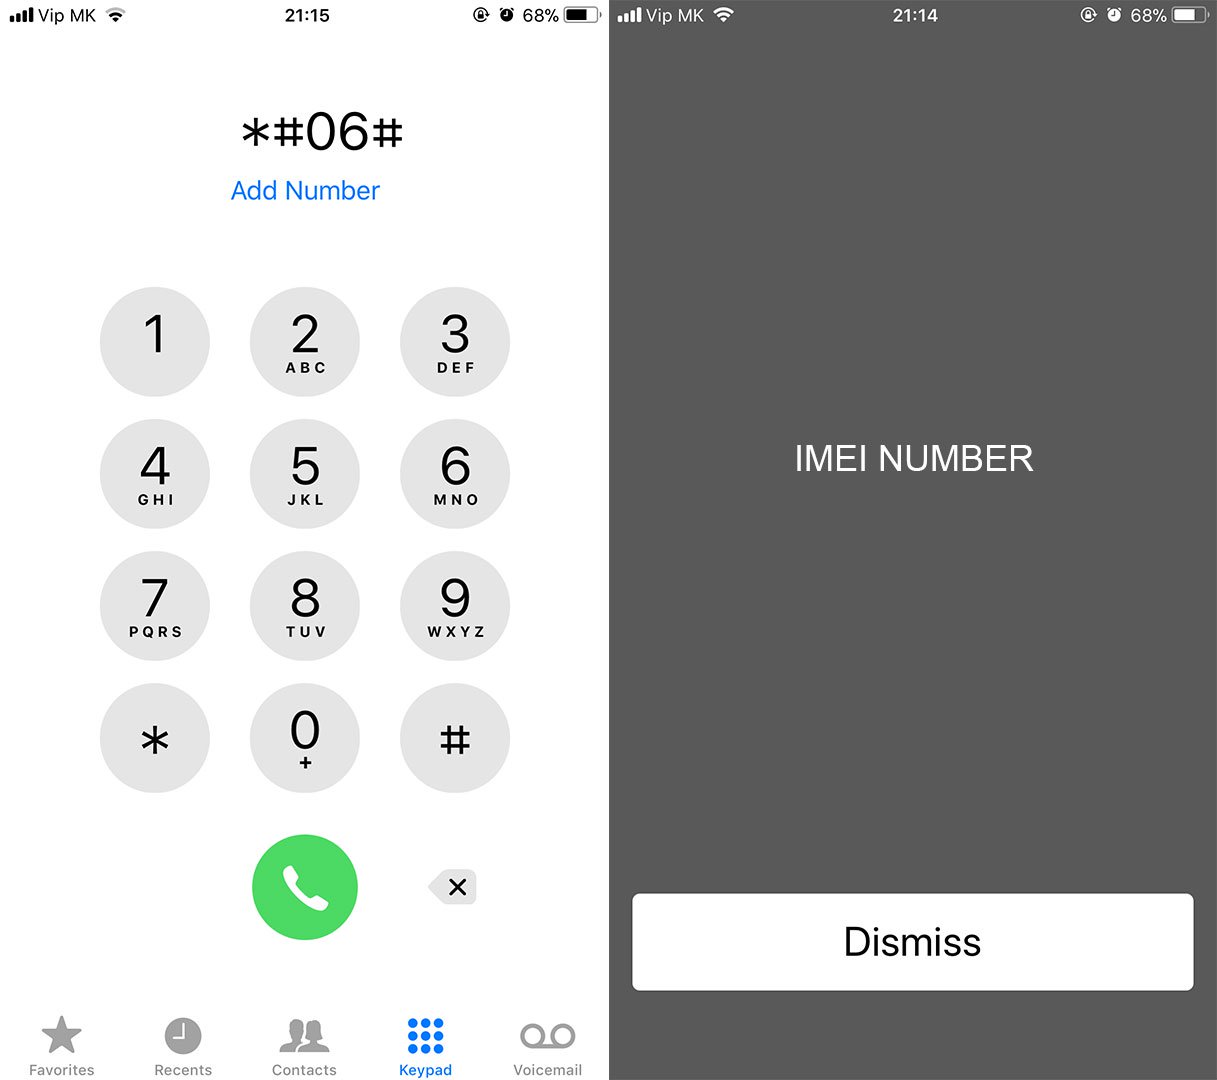 Vip MK 21:15 68%
*#06#
Add Number
1 2 3
ABC DEF
4 5 6
GHI JKL MNO
7 8 9
PQRS TUV WXYZ
* 0 #
+
Favorites Recents Contacts Keypad Voicemail
Vip MK 21:14 68%
IMEI NUMBER
Dismiss